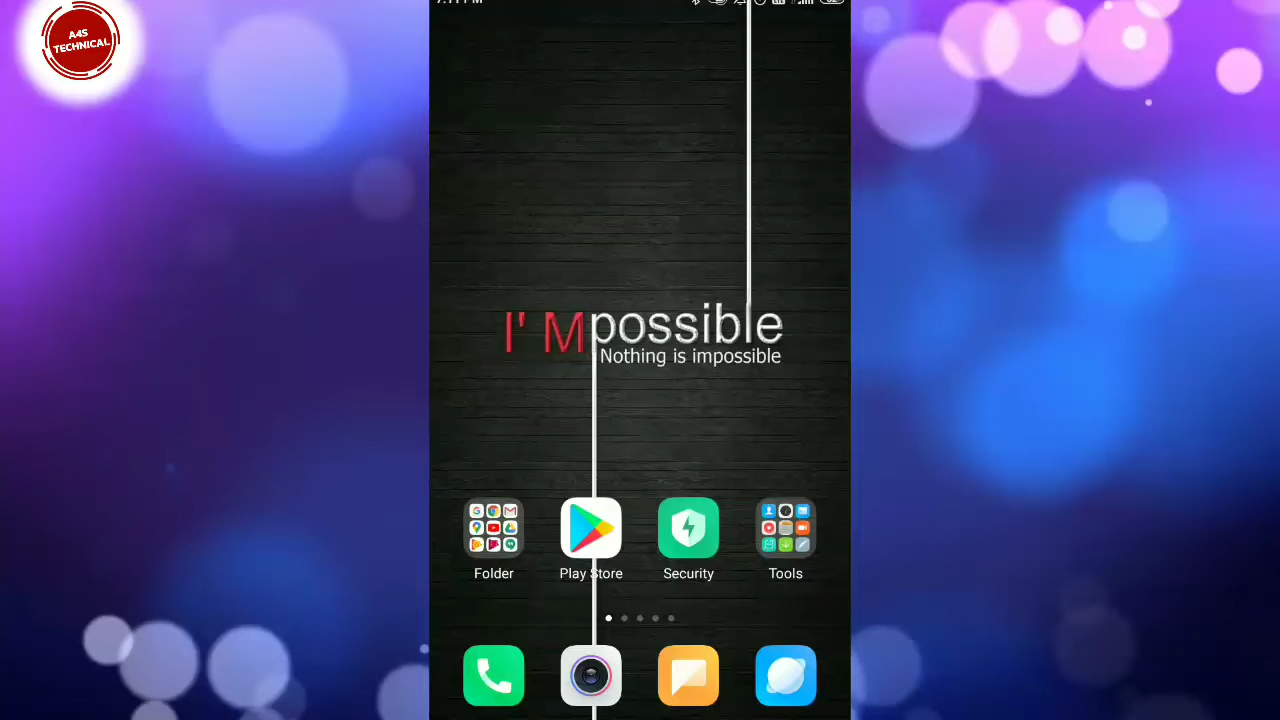 A4S
TECHNICAL
I' Mpossible
Nothing is impossible
Folder
Play Store
Security
Tools